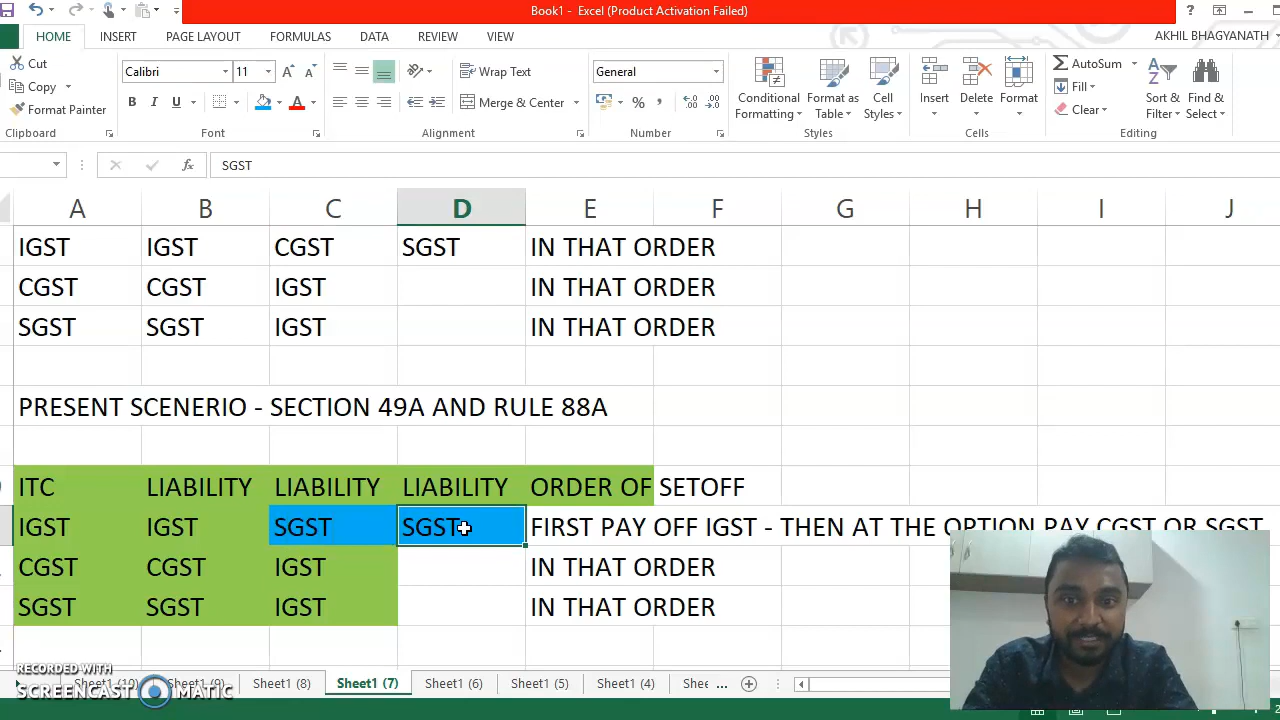 Book1 - Excel (Product Activation Failed)
HOME INSERT PAGE LAYOUT FORMULAS DATA REVIEW VIEW AKHIL BHAGYANATH
Cut
Copy
Format Painter
Clipboard
Calibri 11
B I U A
Font
Wrap Text
Merge & Center
Alignment
General
% ,
Number
Conditional Formatting
Format as Table
Cell Styles
Styles
Insert Delete Format
Cells
AutoSum
Fill
Clear
Sort & Filter
Find & Select
Editing
fx SGST
A B C D E F G H I J
IGST IGST CGST SGST IN THAT ORDER
CGST CGST IGST IN THAT ORDER
SGST SGST IGST IN THAT ORDER
PRESENT SCENERIO - SECTION 49A AND RULE 88A
ITC LIABILITY LIABILITY LIABILITY ORDER OF SETOFF
IGST IGST SGST SGST FIRST PAY OFF IGST - THEN AT THE OPTION PAY CGST OR SGST
CGST CGST IGST IN THAT ORDER
SGST SGST IGST IN THAT ORDER
RECORDED WITH
SCREENCAST MATIC
Sheet1 (10) Sheet1 (9) Sheet1 (8) Sheet1 (7) Sheet1 (6) Sheet1 (5) Sheet1 (4) Shee ...